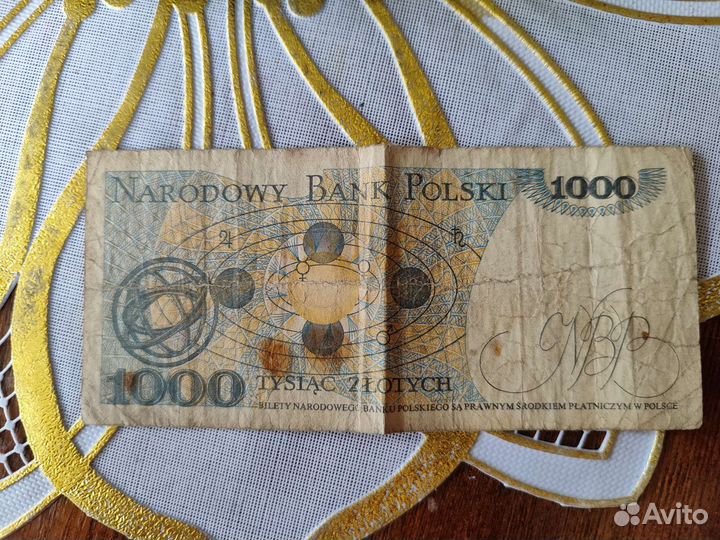 NARODOWY BANK POLSKI
1000
NBP
1000
TYSIĄC ZŁOTYCH
BILETY NARODOWEGO BANKU POLSKIEGO SĄ PRAWNYM ŚRODKIEM PŁATNICZYM W POLSCE
Avito